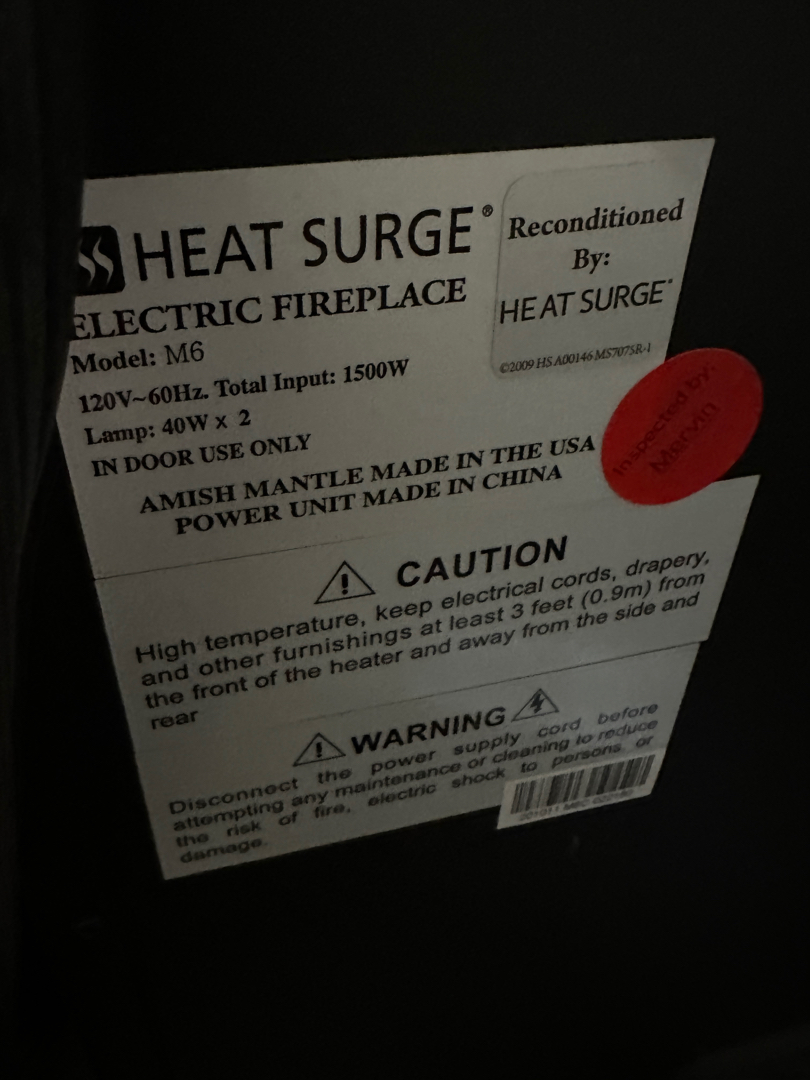 HEAT SURGE®
ELECTRIC FIREPLACE
Model: M6
120V~60Hz. Total Input: 1500W
Lamp: 40W x 2
IN DOOR USE ONLY
AMISH MANTLE MADE IN THE USA
POWER UNIT MADE IN CHINA
Reconditioned
By:
HEAT SURGE®
©2009 HS A00146 MS7075R-1
Inspected by:
Mervin
CAUTION
High temperature, keep electrical cords, drapery,
and other furnishings at least 3 feet (0.9m) from
the front of the heater and away from the side and
rear
WARNING
Disconnect the power supply cord before
attempting any maintenance or cleaning to reduce
the risk of fire, electric shock to persons or
damage.